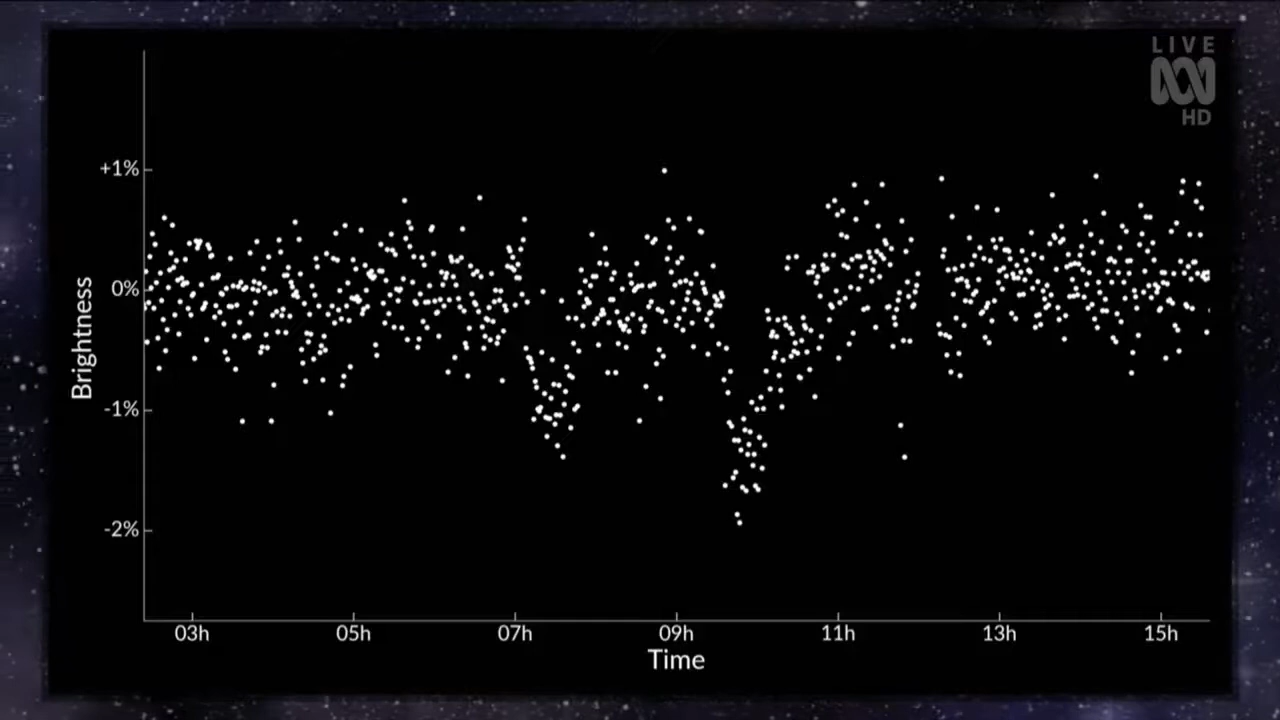 LIVE
HD
+1%
0%
-1%
-2%
Brightness
03h 05h 07h 09h 11h 13h 15h
Time